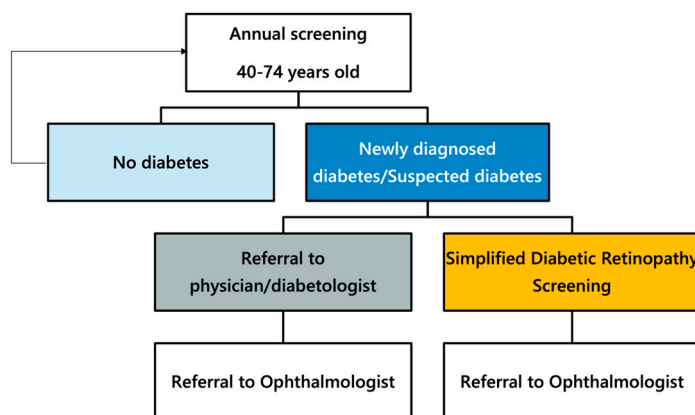 Annual screening
40-74 years old
No diabetes
Newly diagnosed
diabetes/Suspected diabetes
Referral to
physician/diabetologist
Simplified Diabetic Retinopathy
Screening
Referral to Ophthalmologist
Referral to Ophthalmologist